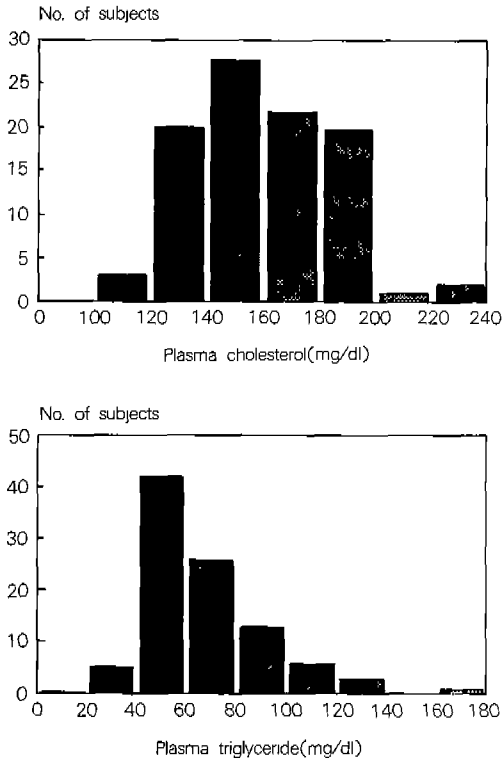 No. of subjects
30
25
20
15
10
5
0
0 100 120 140 160 180 200 220 240
Plasma cholesterol(mg/dl)
No. of subjects
50
40
30
20
10
0
0 20 40 60 80 100 120 140 160 180
Plasma triglyceride(mg/dl)